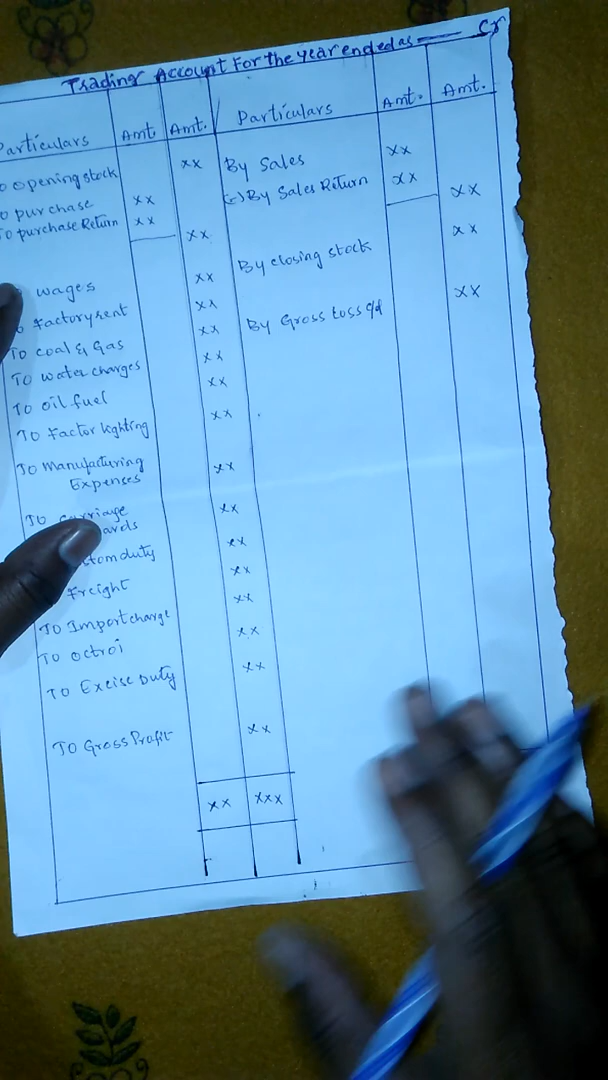 Trading Account For the year ended as Cr
Particulars Amt Amt. Particulars Amt. Amt.
opening stock xx By Sales xx
purchase xx (-) By Sales Return xx xx
To purchase Return xx xx
By closing stock xx
wages xx
Factory rent xx By Gross Loss c/d xx
To coal & Gas xx
To water charges xx
To oil fuel xx
To Factor lighting xx
To Manufacturing
Expenses xx
To xx
xx
Freight xx
To Import charge xx
To octroi xx
To Excise Duty xx
To Gross Profit xx
xx xxx